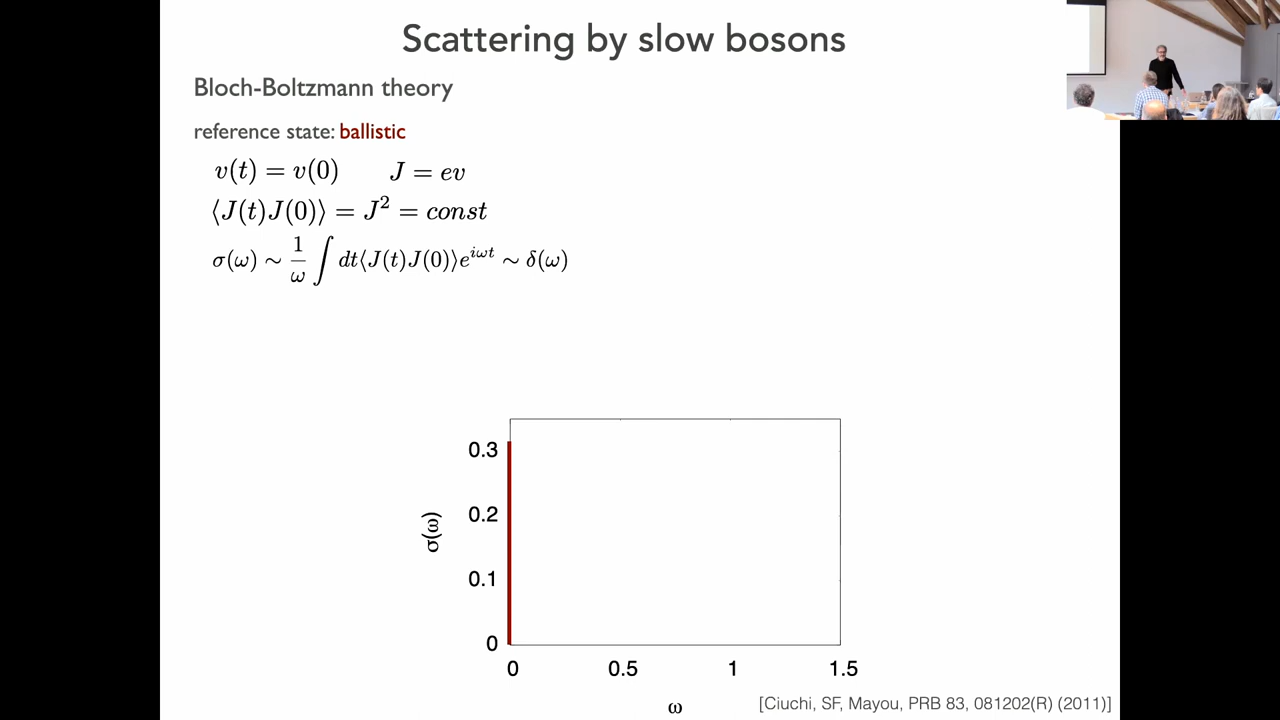 Scattering by slow bosons
Bloch-Boltzmann theory
reference state: ballistic
v(t) = v(0) J = ev
⟨J(t)J(0)⟩ = J² = const
σ(ω) ∼ 1/ω ∫ dt⟨J(t)J(0)⟩e^{iωt} ∼ δ(ω)
0.3
0.2
0.1
0
σ(ω)
0 0.5 1 1.5
ω
[Ciuchi, SF, Mayou, PRB 83, 081202(R) (2011)]